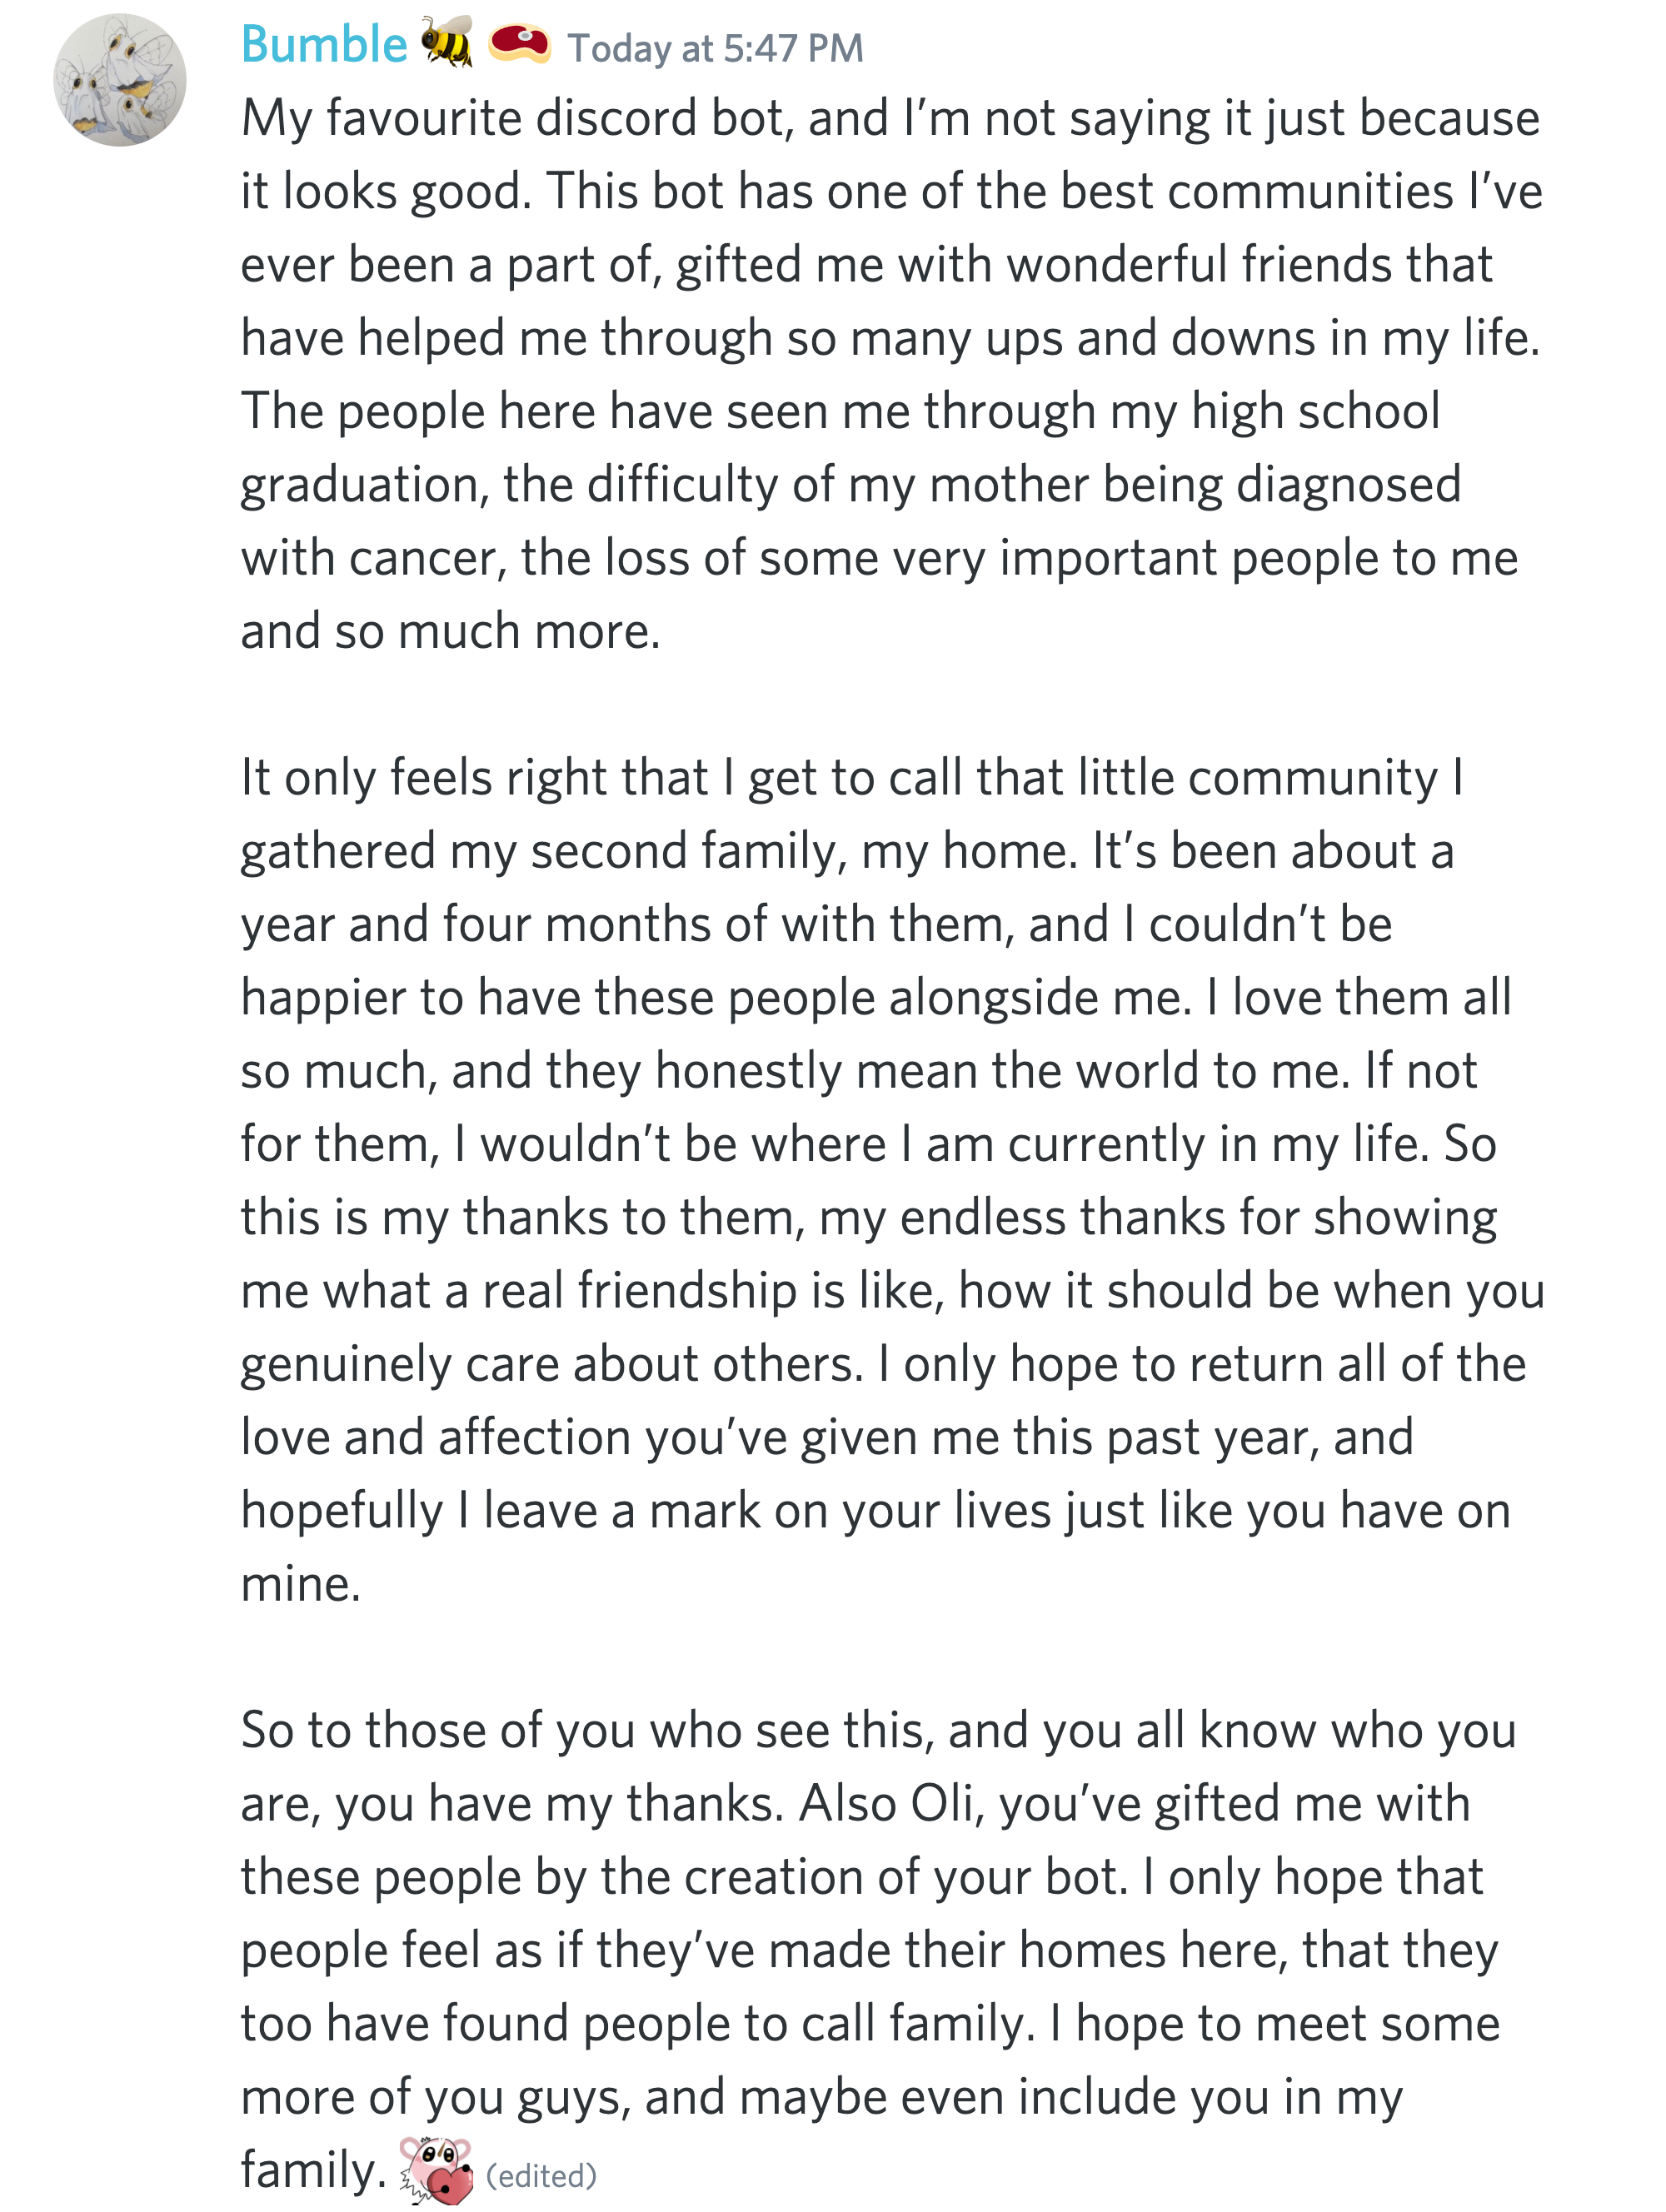 Bumble 🐝 🥩 Today at 5:47 PM
My favourite discord bot, and I’m not saying it just because
it looks good. This bot has one of the best communities I’ve
ever been a part of, gifted me with wonderful friends that
have helped me through so many ups and downs in my life.
The people here have seen me through my high school
graduation, the difficulty of my mother being diagnosed
with cancer, the loss of some very important people to me
and so much more.
It only feels right that I get to call that little community I
gathered my second family, my home. It’s been about a
year and four months of with them, and I couldn’t be
happier to have these people alongside me. I love them all
so much, and they honestly mean the world to me. If not
for them, I wouldn’t be where I am currently in my life. So
this is my thanks to them, my endless thanks for showing
me what a real friendship is like, how it should be when you
genuinely care about others. I only hope to return all of the
love and affection you’ve given me this past year, and
hopefully I leave a mark on your lives just like you have on
mine.
So to those of you who see this, and you all know who you
are, you have my thanks. Also Oli, you’ve gifted me with
these people by the creation of your bot. I only hope that
people feel as if they’ve made their homes here, that they
too have found people to call family. I hope to meet some
more of you guys, and maybe even include you in my
family. (edited)